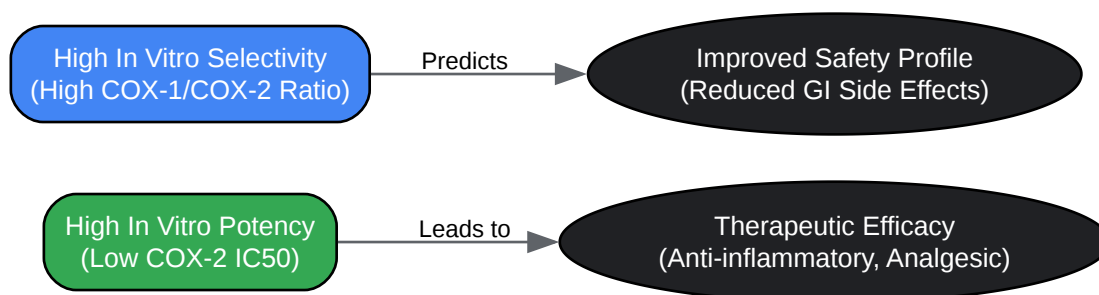 High In Vitro Selectivity
(High COX-1/COX-2 Ratio)
Predicts
Improved Safety Profile
(Reduced GI Side Effects)
High In Vitro Potency
(Low COX-2 IC50)
Leads to
Therapeutic Efficacy
(Anti-inflammatory, Analgesic)